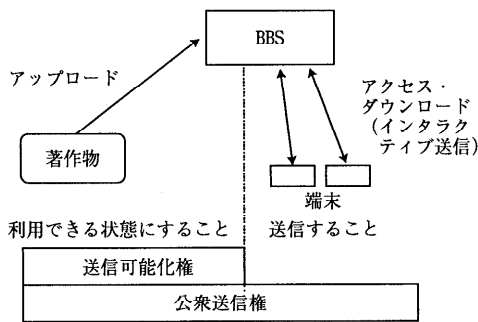 BBS
アップロード
アクセス・
ダウンロード
(インタラク
ティブ送信)
著作物
端末
利用できる状態にすること
送信すること
送信可能化権
公衆送信権